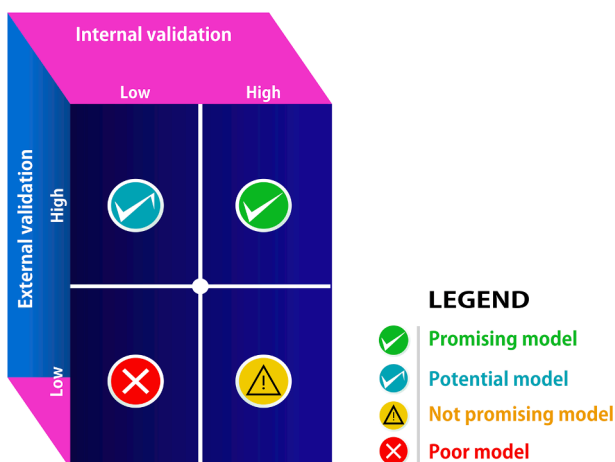 Internal validation
Low
High
External validation
High
Low
LEGEND
Promising model
Potential model
Not promising model
Poor model